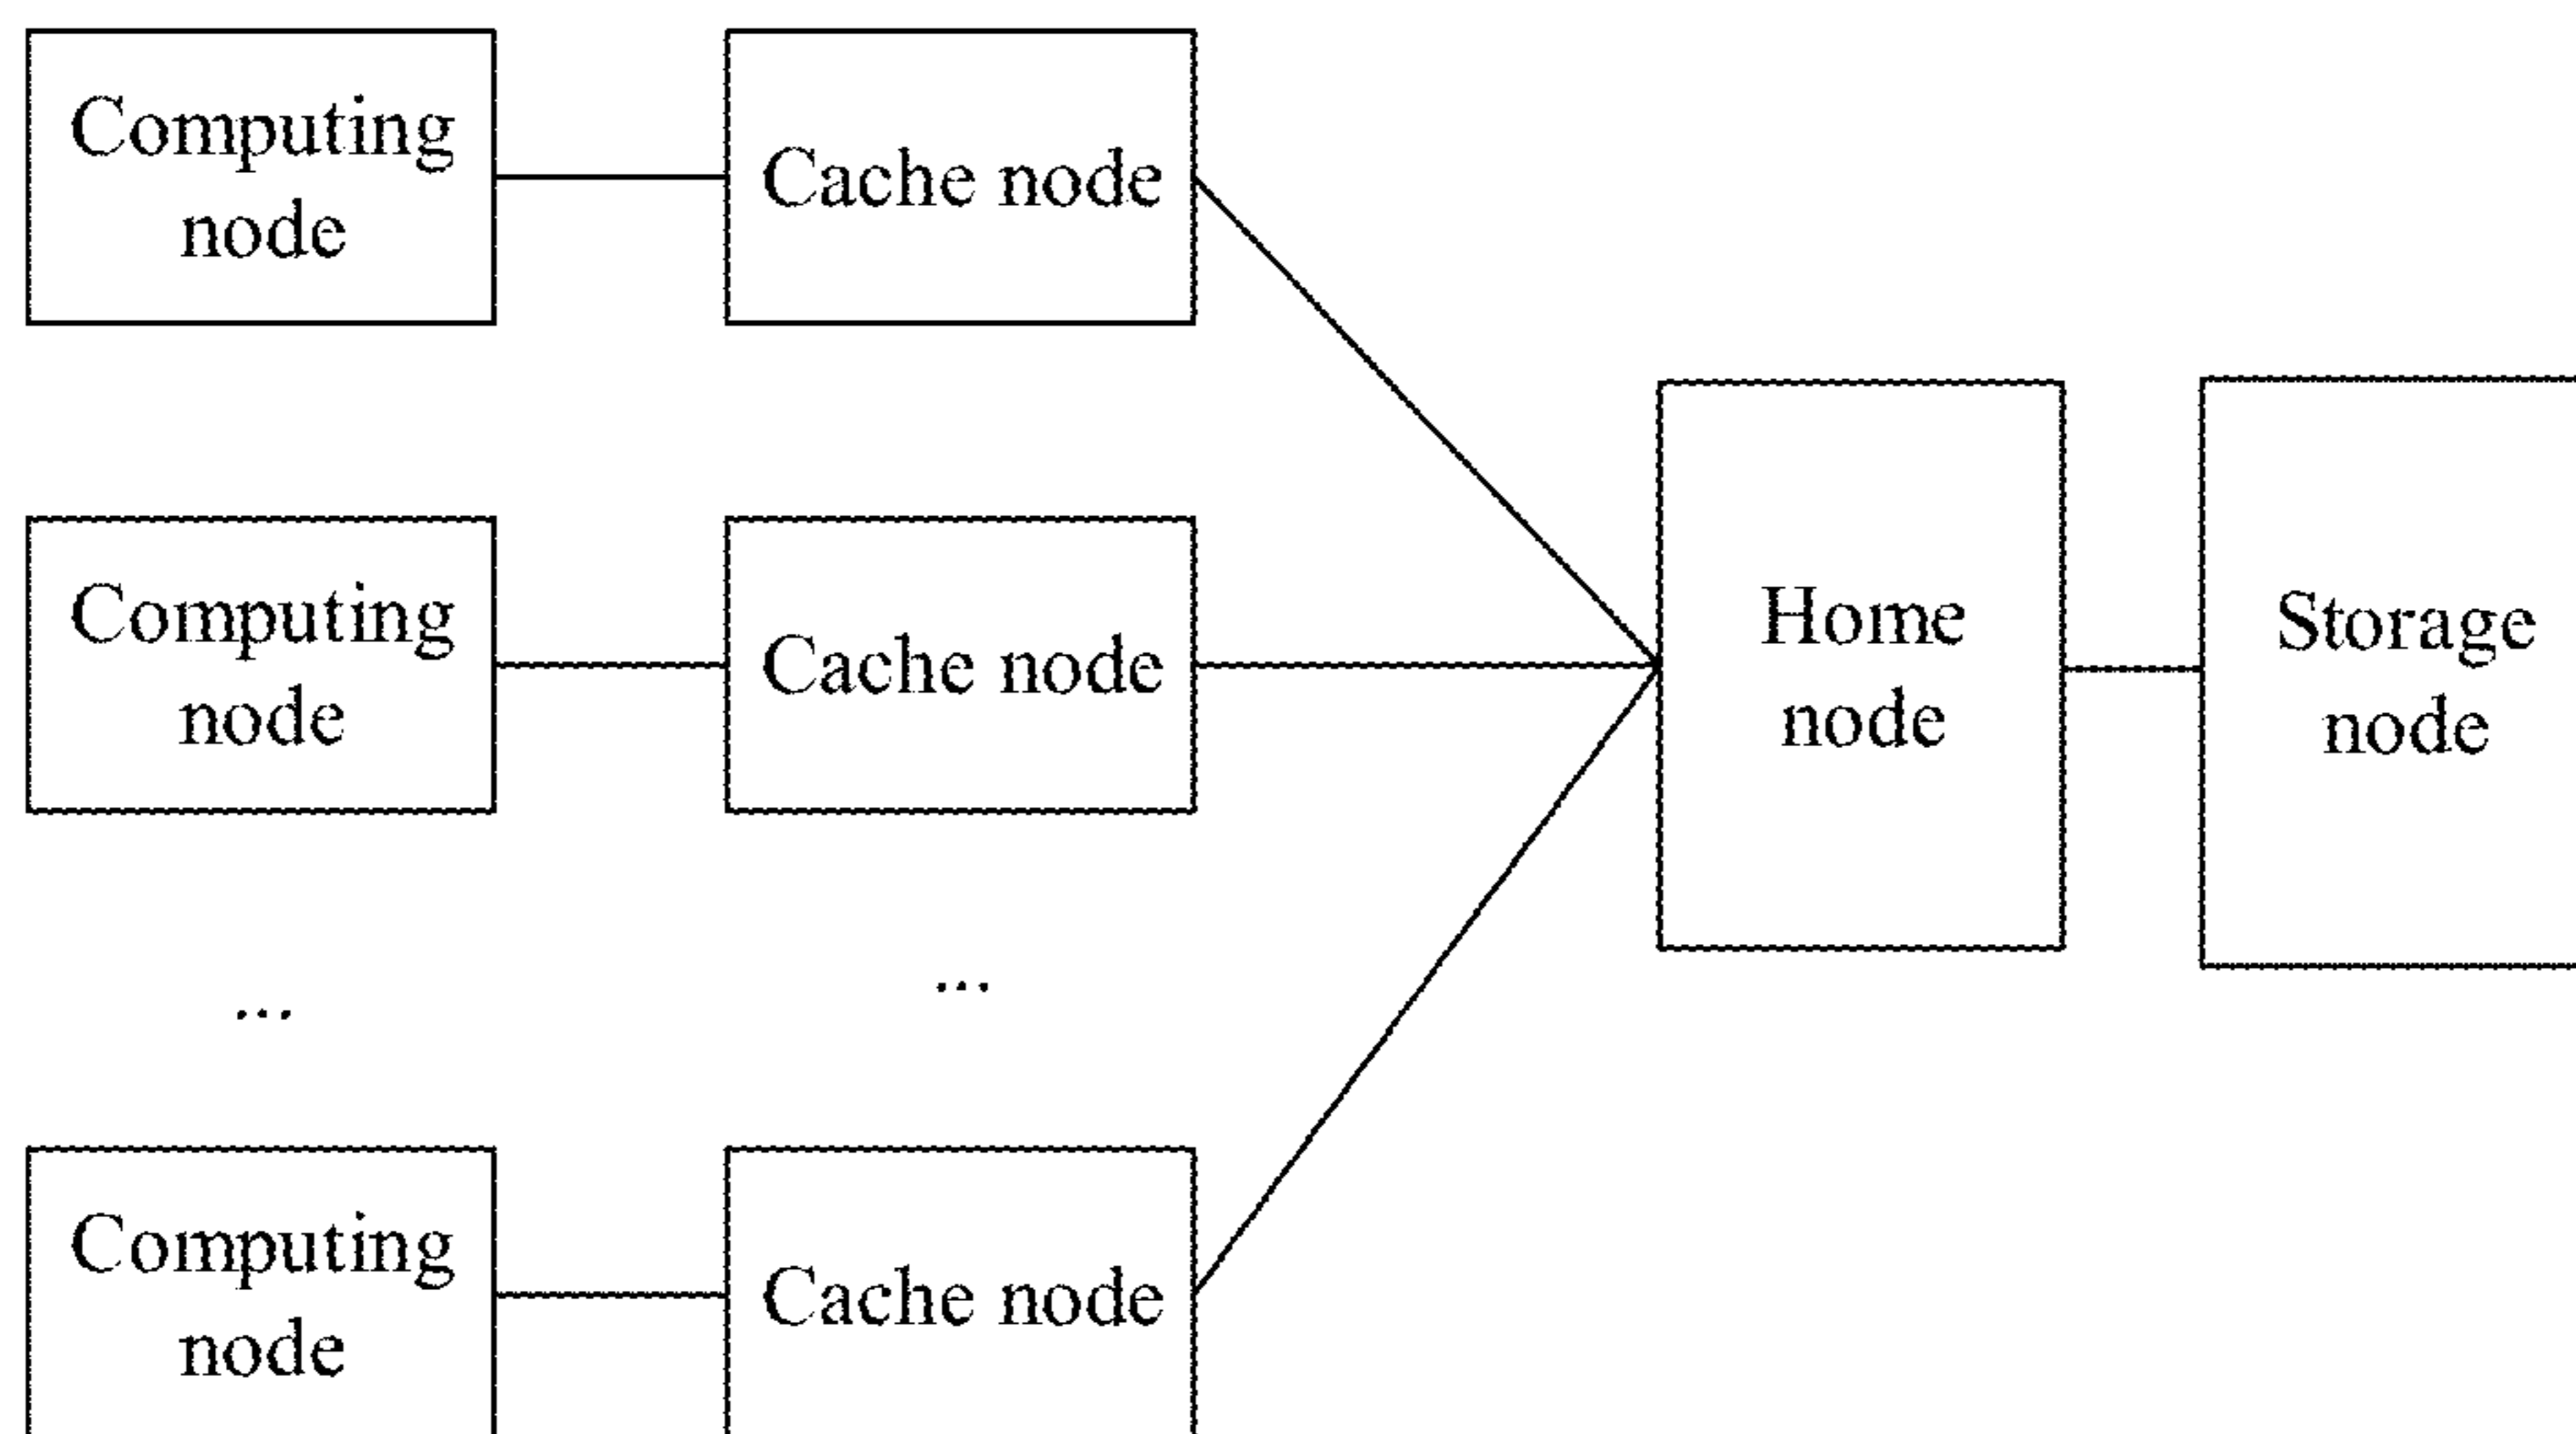 Computing
node
Cache node
Computing
node
Cache node
Home
node
Storage
node
...
...
Computing
node
Cache node